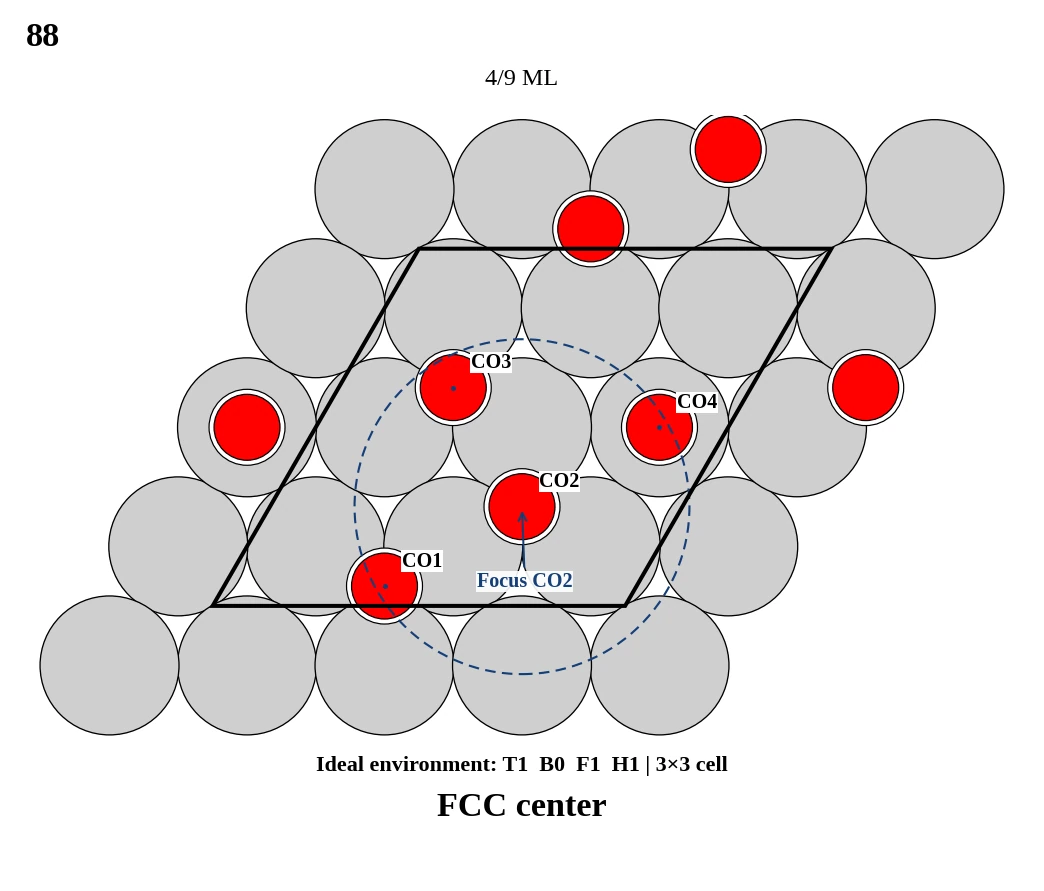 88
4/9 ML
CO3
CO4
CO2
CO1
Focus CO2
Ideal environment: T1  B0  F1  H1 | 3×3 cell
FCC center